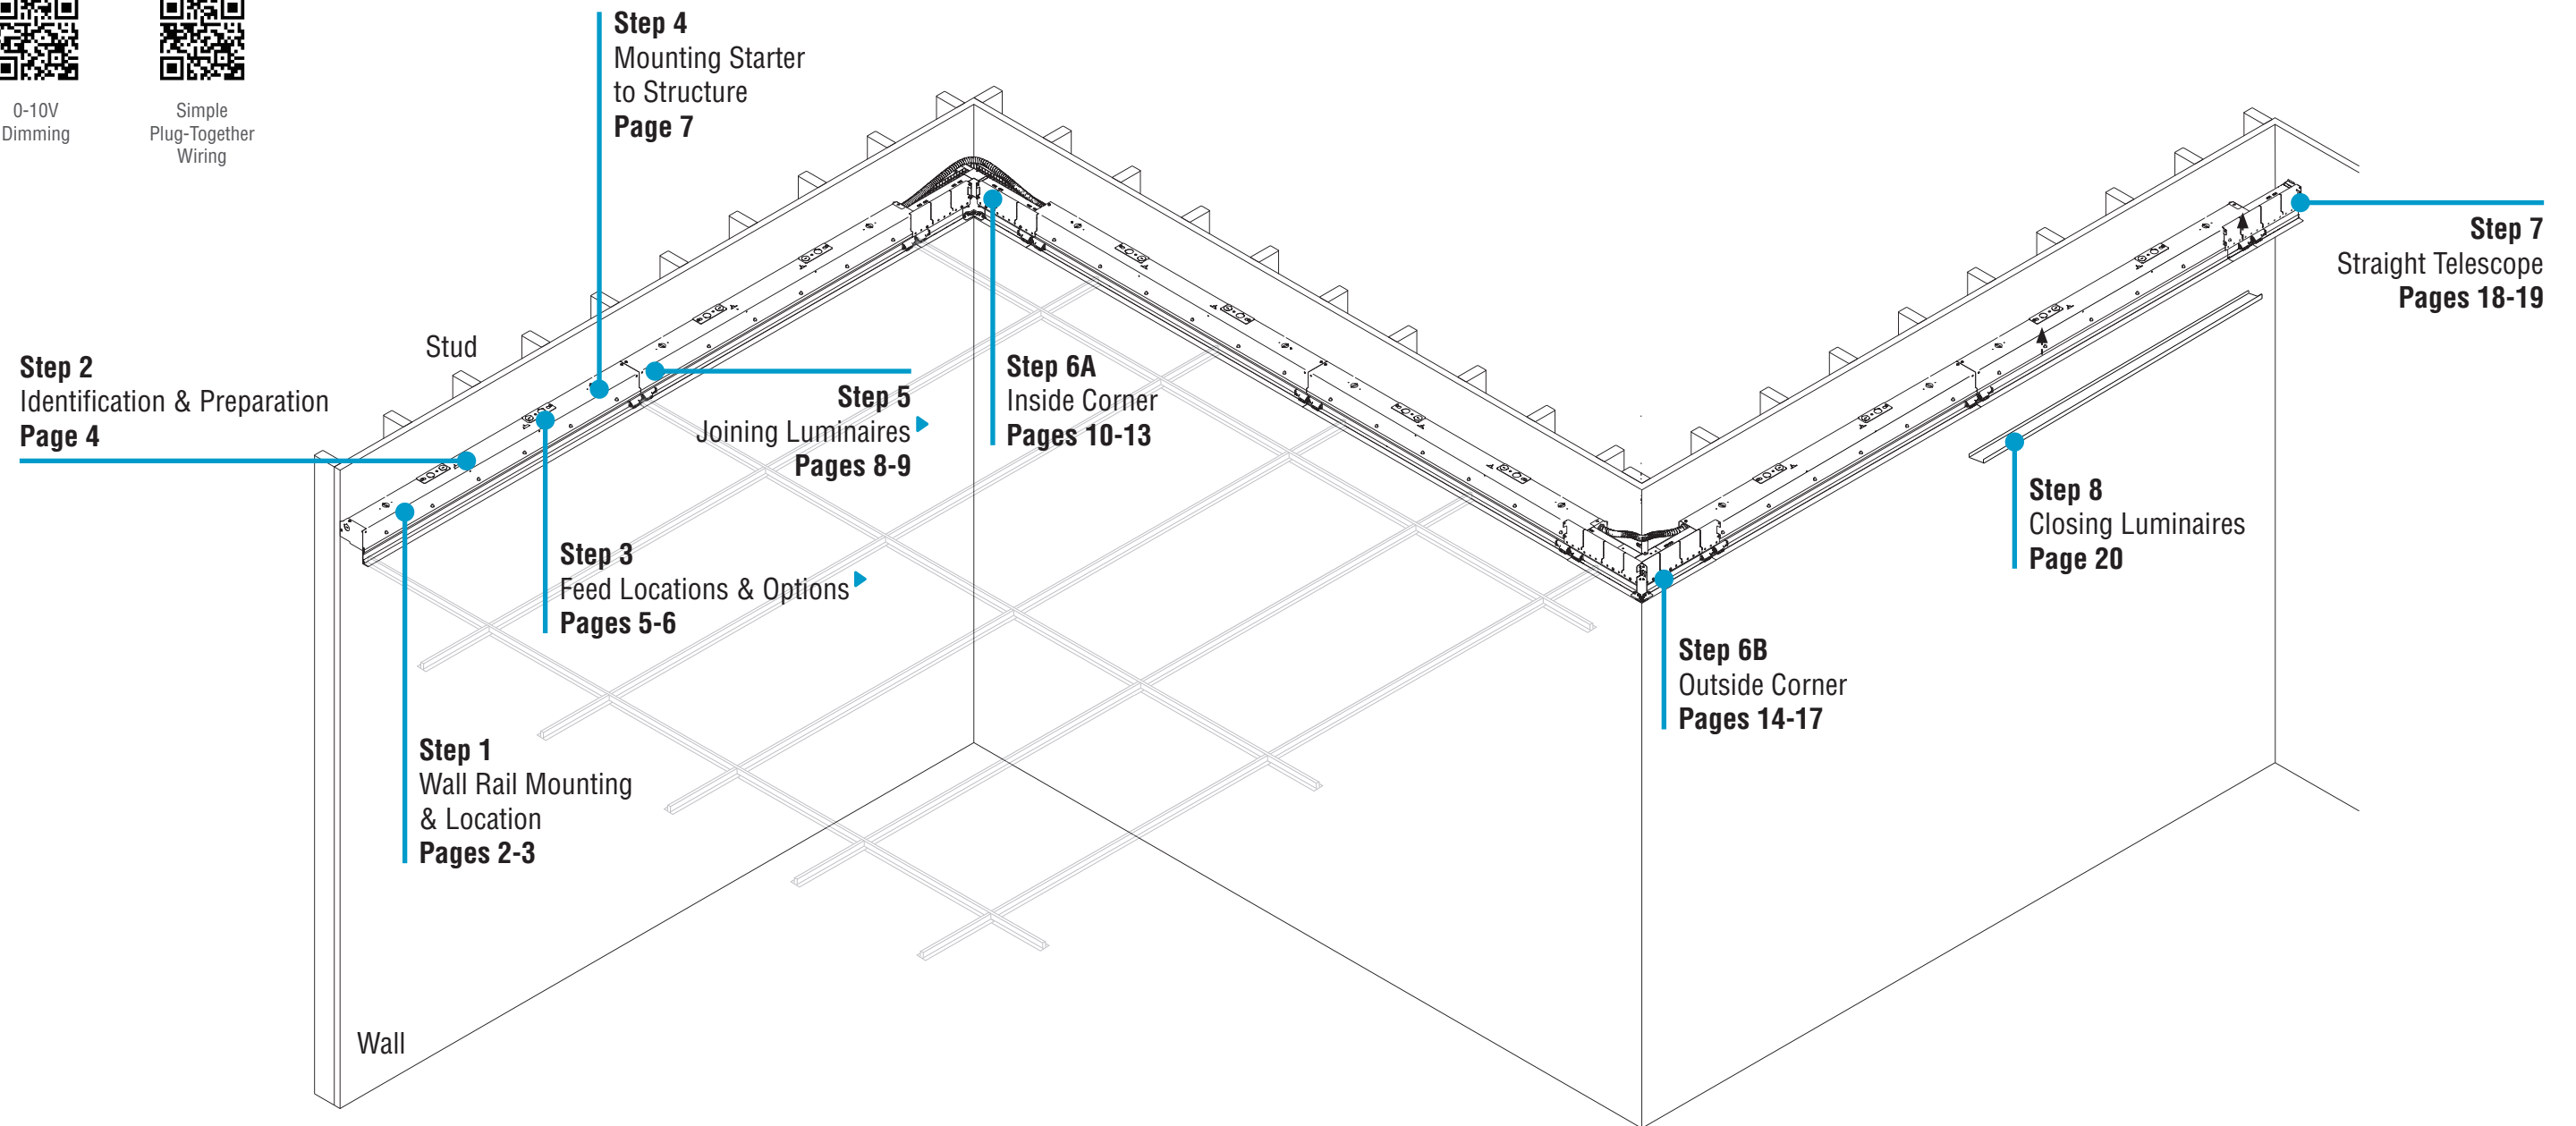 0-10V
Dimming
Simple
Plug-Together
Wiring
Step 4
Mounting Starter
to Structure
Page 7
Step 7
Straight Telescope
Pages 18-19
Stud
Step 2
Identification & Preparation
Page 4
Step 5
Joining Luminaires
Pages 8-9
Step 6A
Inside Corner
Pages 10-13
Step 8
Closing Luminaires
Page 20
Step 3
Feed Locations & Options
Pages 5-6
Step 6B
Outside Corner
Pages 14-17
Step 1
Wall Rail Mounting
& Location
Pages 2-3
Wall